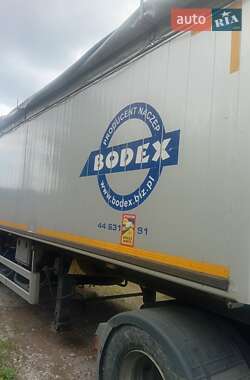 auto RIA
PRODUCENT NACZEP
BODEX
www.bodex.biz.pl
44 631
91